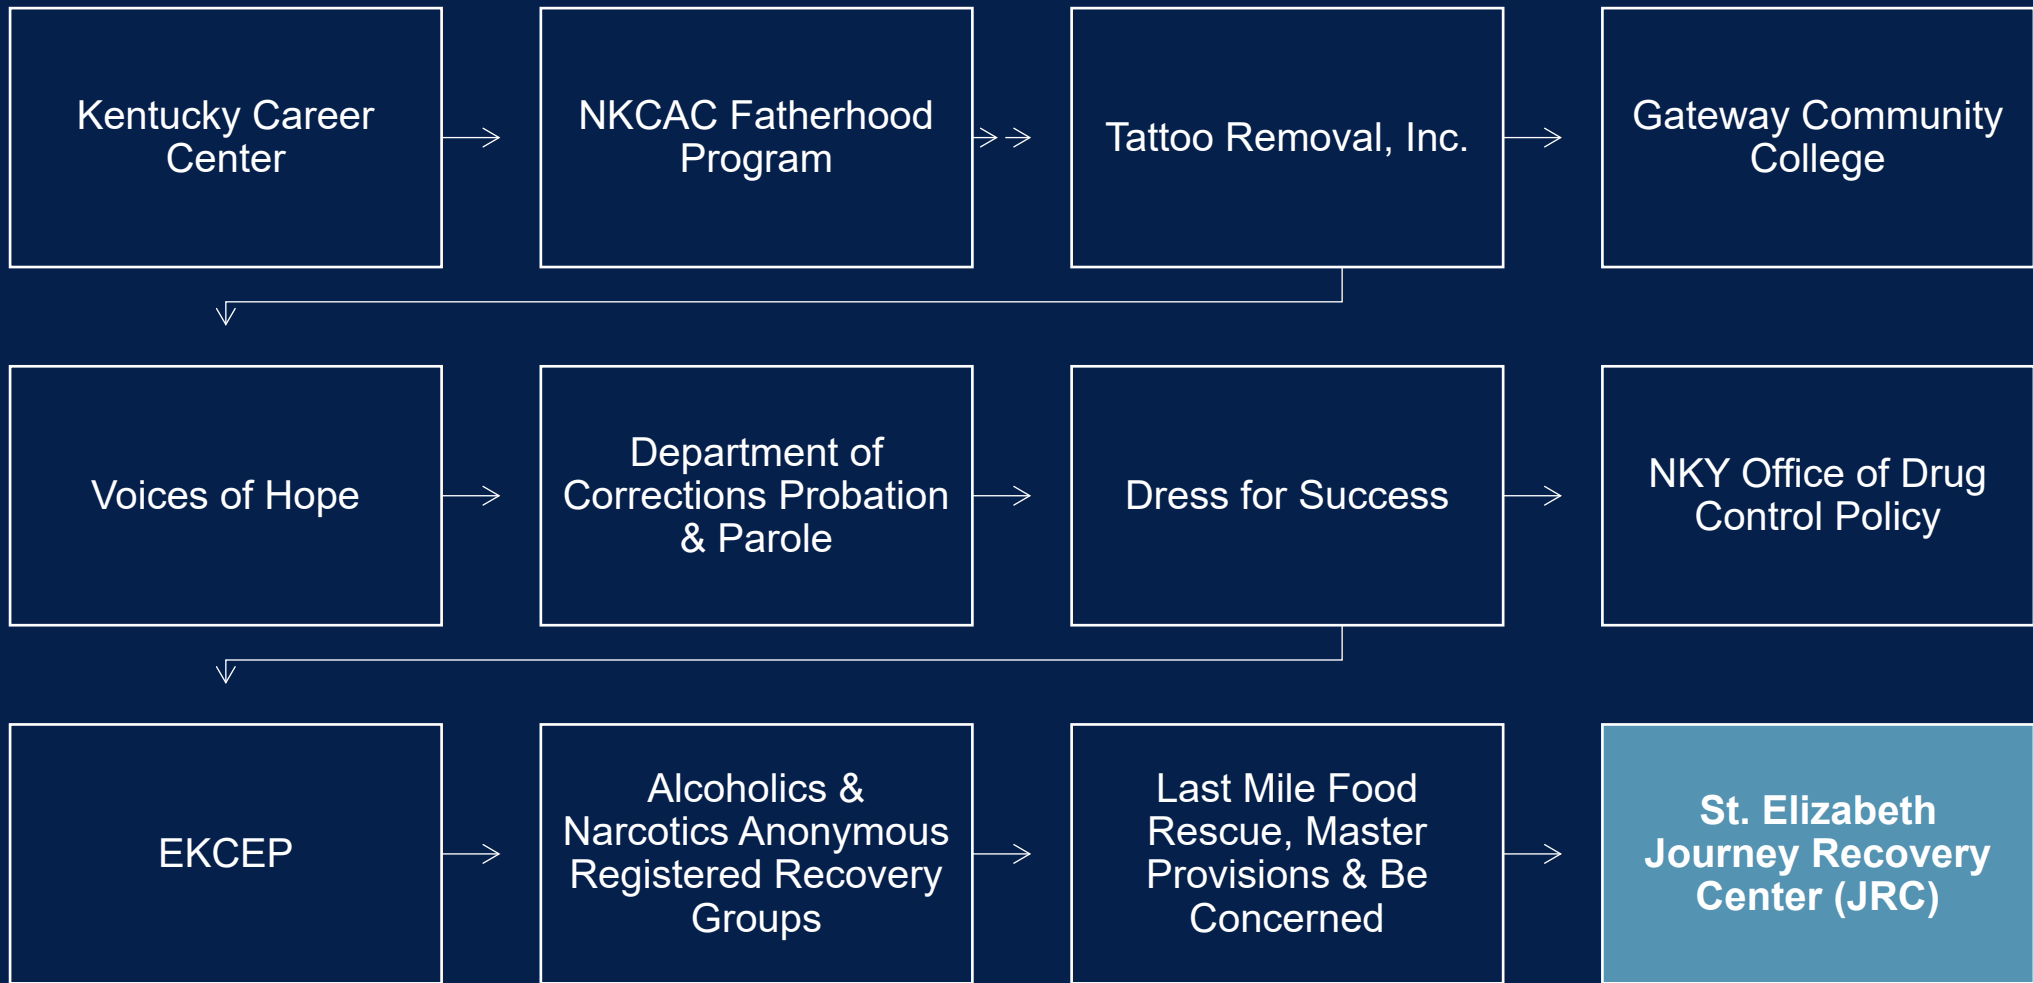 Kentucky Career
Center
NKCAC Fatherhood
Program
Tattoo Removal, Inc.
Gateway Community
College
Voices of Hope
Department of
Corrections Probation
& Parole
Dress for Success
NKY Office of Drug
Control Policy
EKCEP
Alcoholics &
Narcotics Anonymous
Registered Recovery
Groups
Last Mile Food
Rescue, Master
Provisions & Be
Concerned
St. Elizabeth
Journey Recovery
Center (JRC)